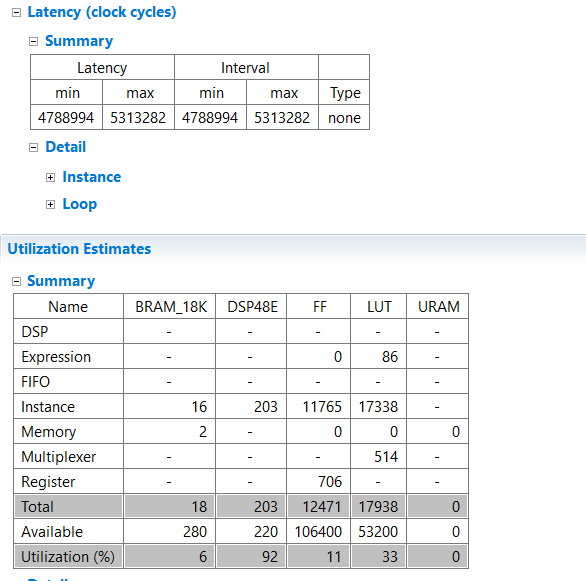 Latency (clock cycles)
Summary
Latency Interval
min max min max Type
4788994 5313282 4788994 5313282 none
Detail
Instance
Loop
Utilization Estimates
Summary
Name BRAM_18K DSP48E FF LUT URAM
DSP - - - - -
Expression - - 0 86 -
FIFO - - - - -
Instance 16 203 11765 17338 -
Memory 2 - 0 0 0
Multiplexer - - - 514 -
Register - - 706 - -
Total 18 203 12471 17938 0
Available 280 220 106400 53200 0
Utilization (%) 6 92 11 33 0